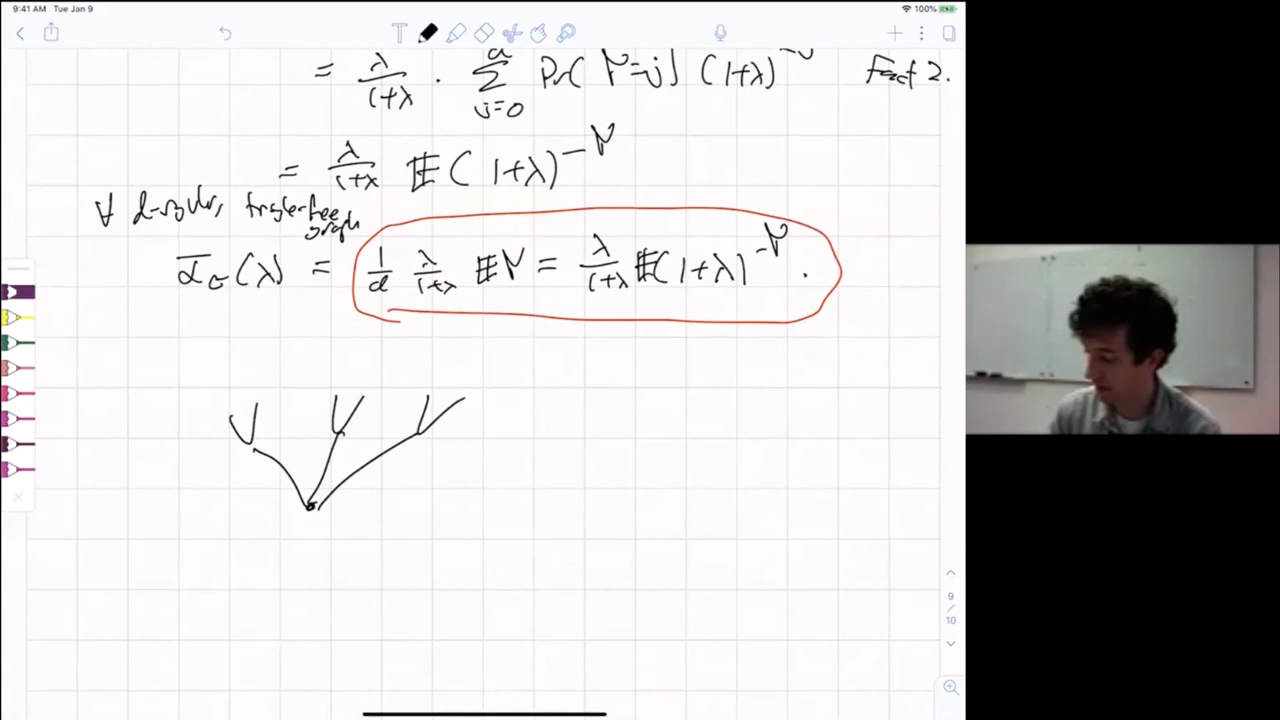 9:41 AM Tue Jan 9
100%
= λ/(1+λ) · Σ_{j=0}^{d} Pr(Y=j) (1+λ)^{-j} Fact 2.
= λ/(1+λ) 𝔼(1+λ)^{-Y}
∀ d-regular, triangle-free graph
ᾱ_G(λ) = 1/d λ/(1+λ) 𝔼Y = λ/(1+λ) 𝔼(1+λ)^{-Y}.
9
/
10